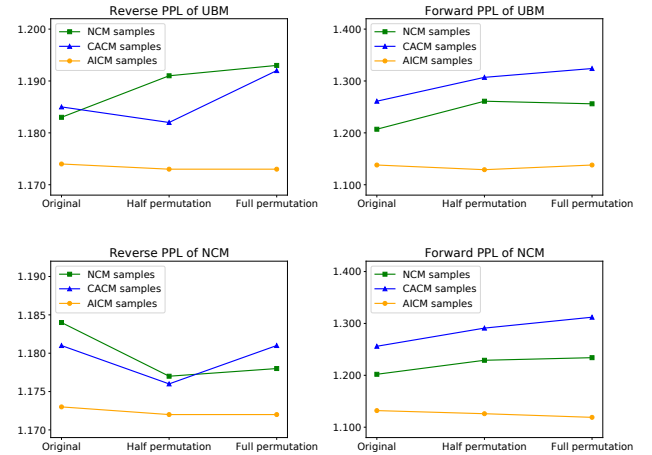 Reverse PPL of UBM
1.200
1.190
1.180
1.170
NCM samples
CACM samples
AICM samples
Original
Half permutation
Full permutation
Forward PPL of UBM
1.400
1.300
1.200
1.100
NCM samples
CACM samples
AICM samples
Original
Half permutation
Full permutation
Reverse PPL of NCM
1.190
1.185
1.180
1.175
1.170
NCM samples
CACM samples
AICM samples
Original
Half permutation
Full permutation
Forward PPL of NCM
1.400
1.300
1.200
1.100
NCM samples
CACM samples
AICM samples
Original
Half permutation
Full permutation